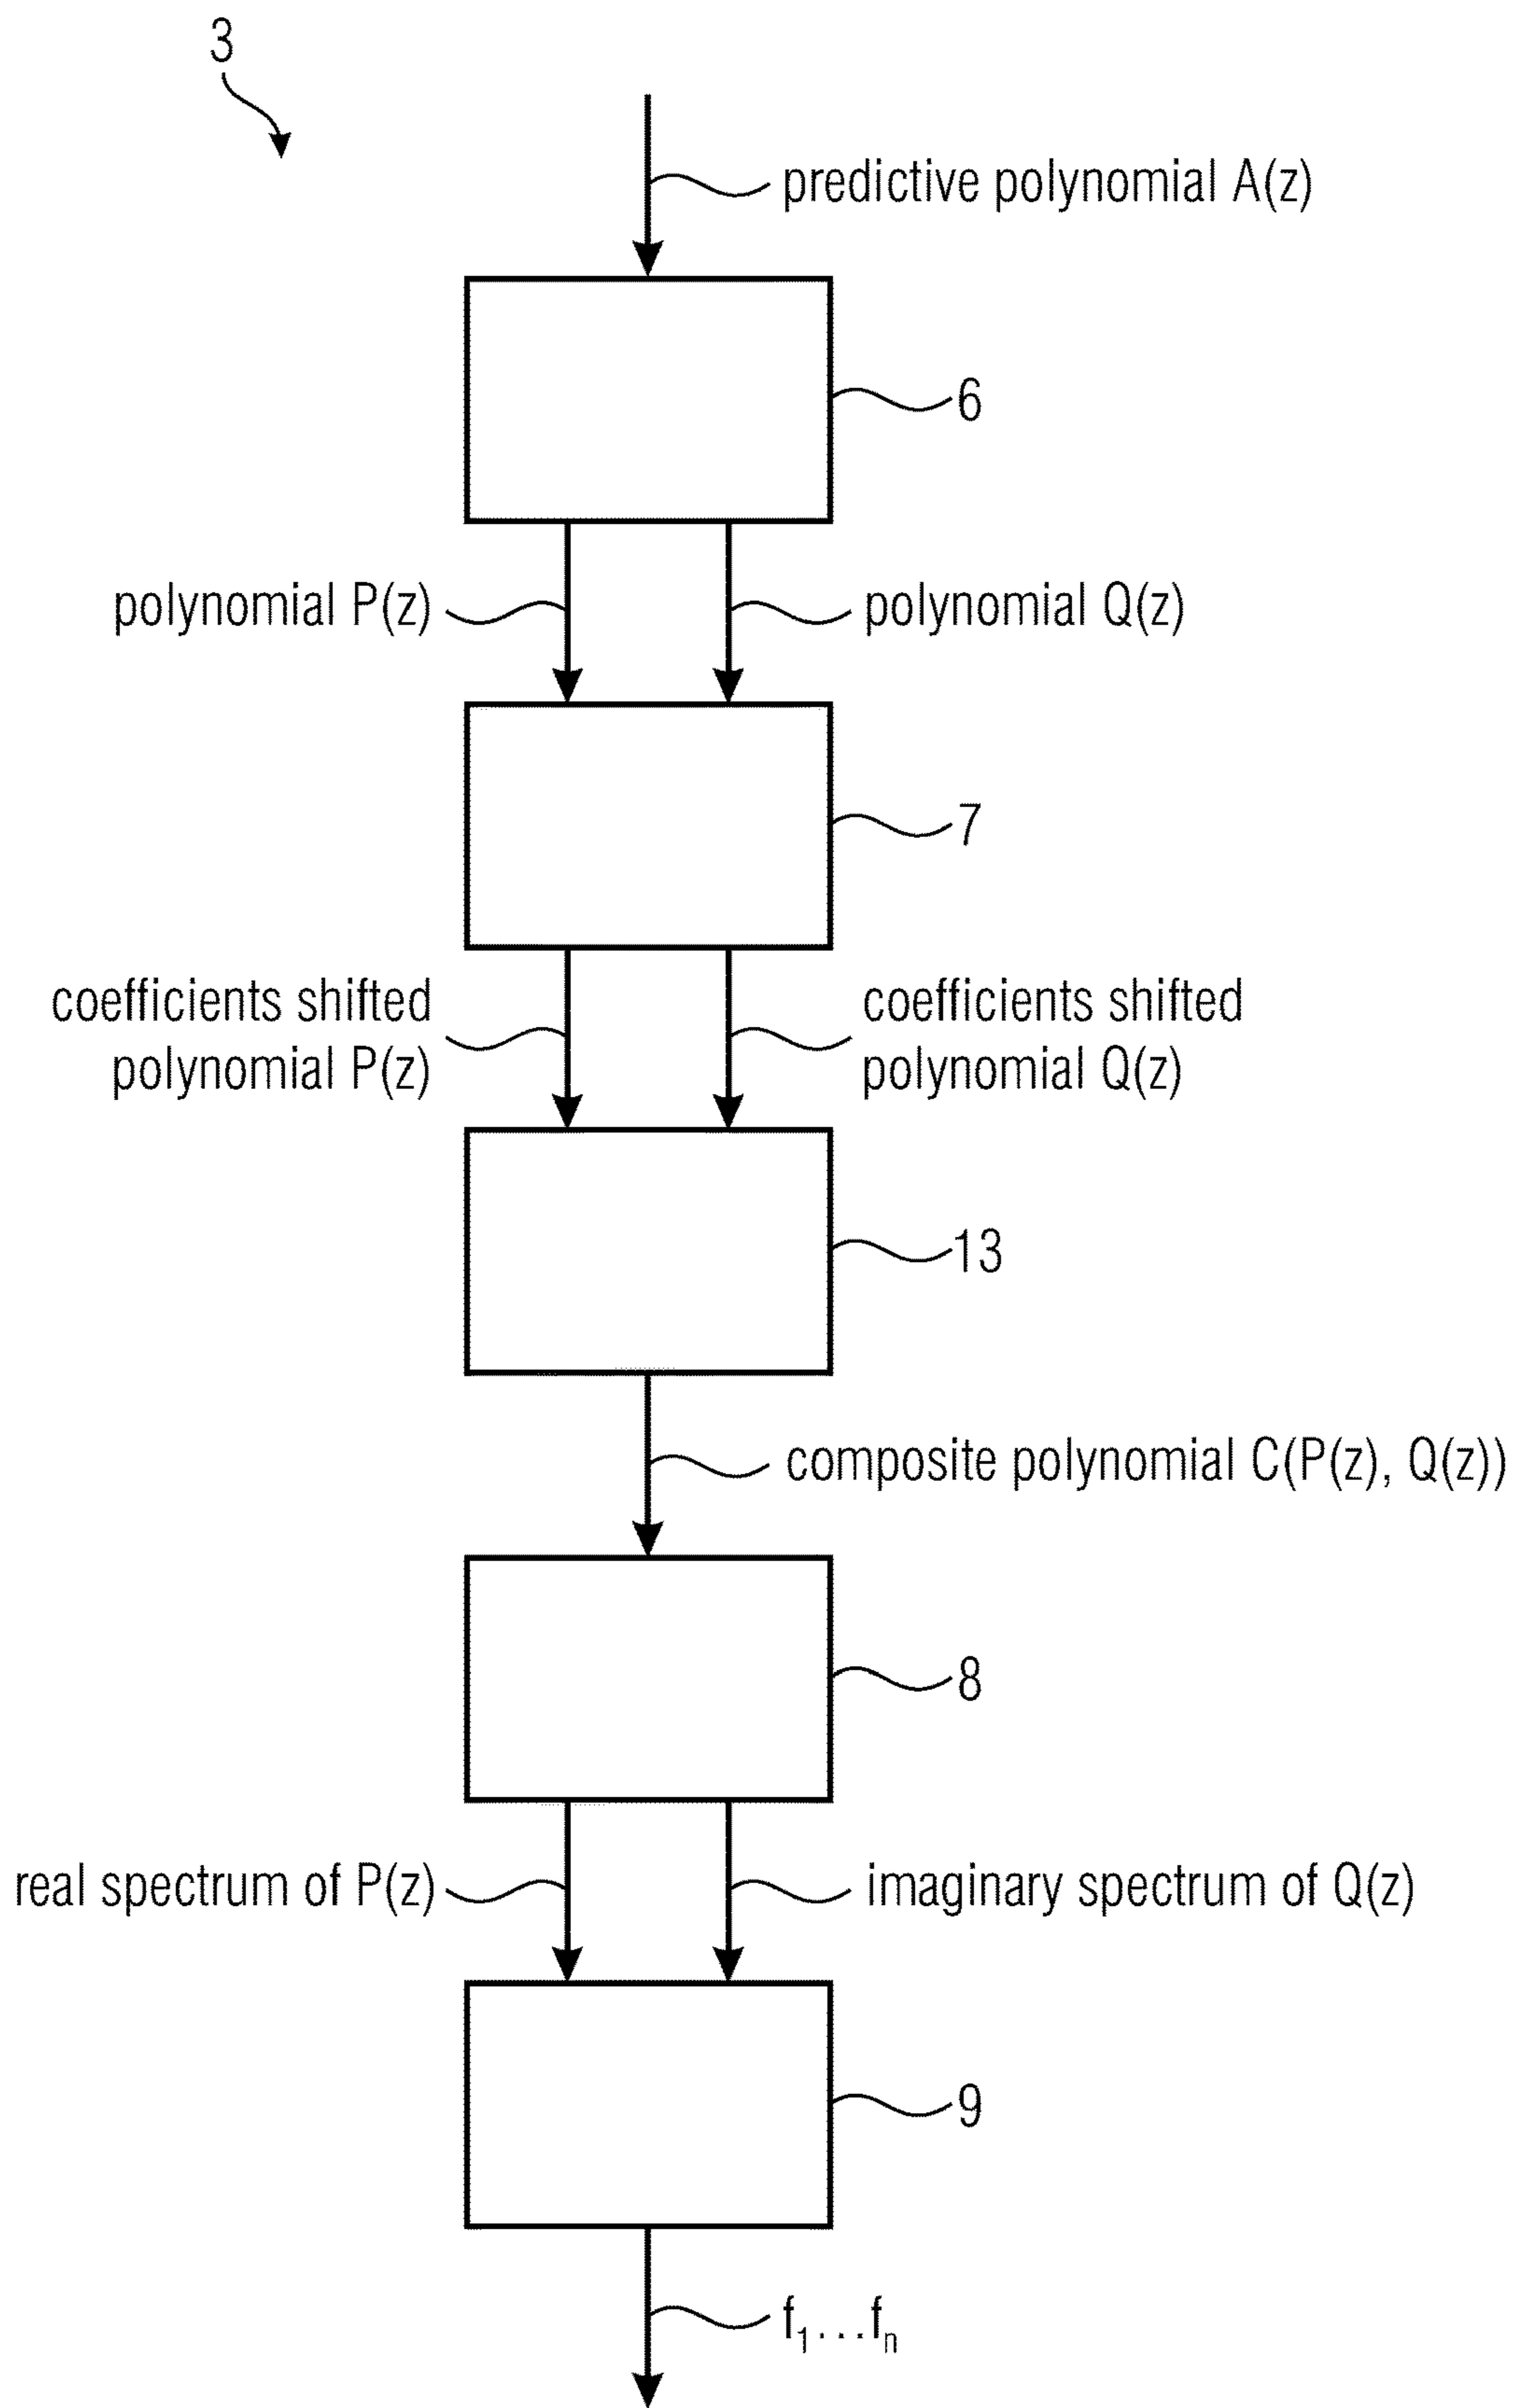 3
predictive polynomial A(z)
6
polynomial P(z)
polynomial Q(z)
7
coefficients shifted
polynomial P(z)
coefficients shifted
polynomial Q(z)
13
composite polynomial C(P(z), Q(z))
8
real spectrum of P(z)
imaginary spectrum of Q(z)
9
f₁...fₙ